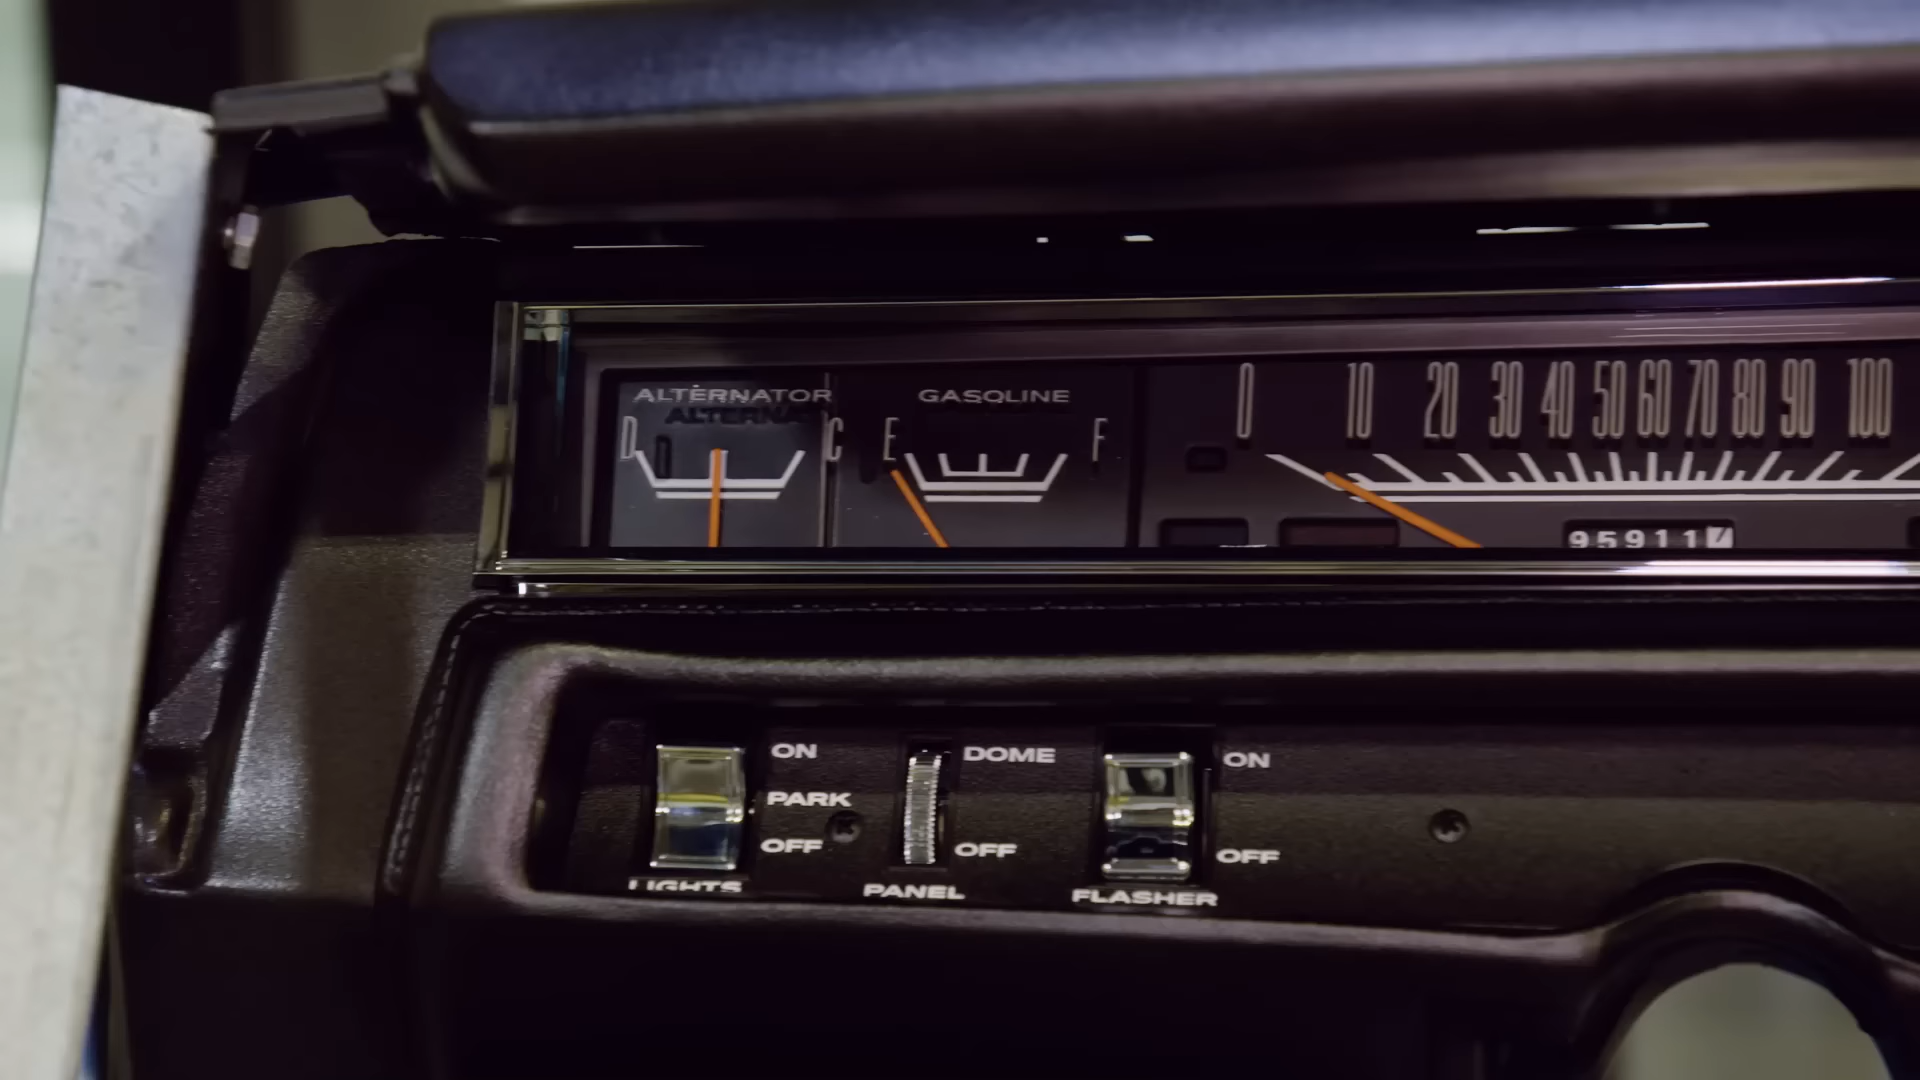 ALTERNATOR
D C
GASOLINE
E F
0 10 20 30 40 50 60 70 80 90 100
95911
ON
PARK
OFF
LIGHTS
DOME
OFF
PANEL
ON
OFF
FLASHER